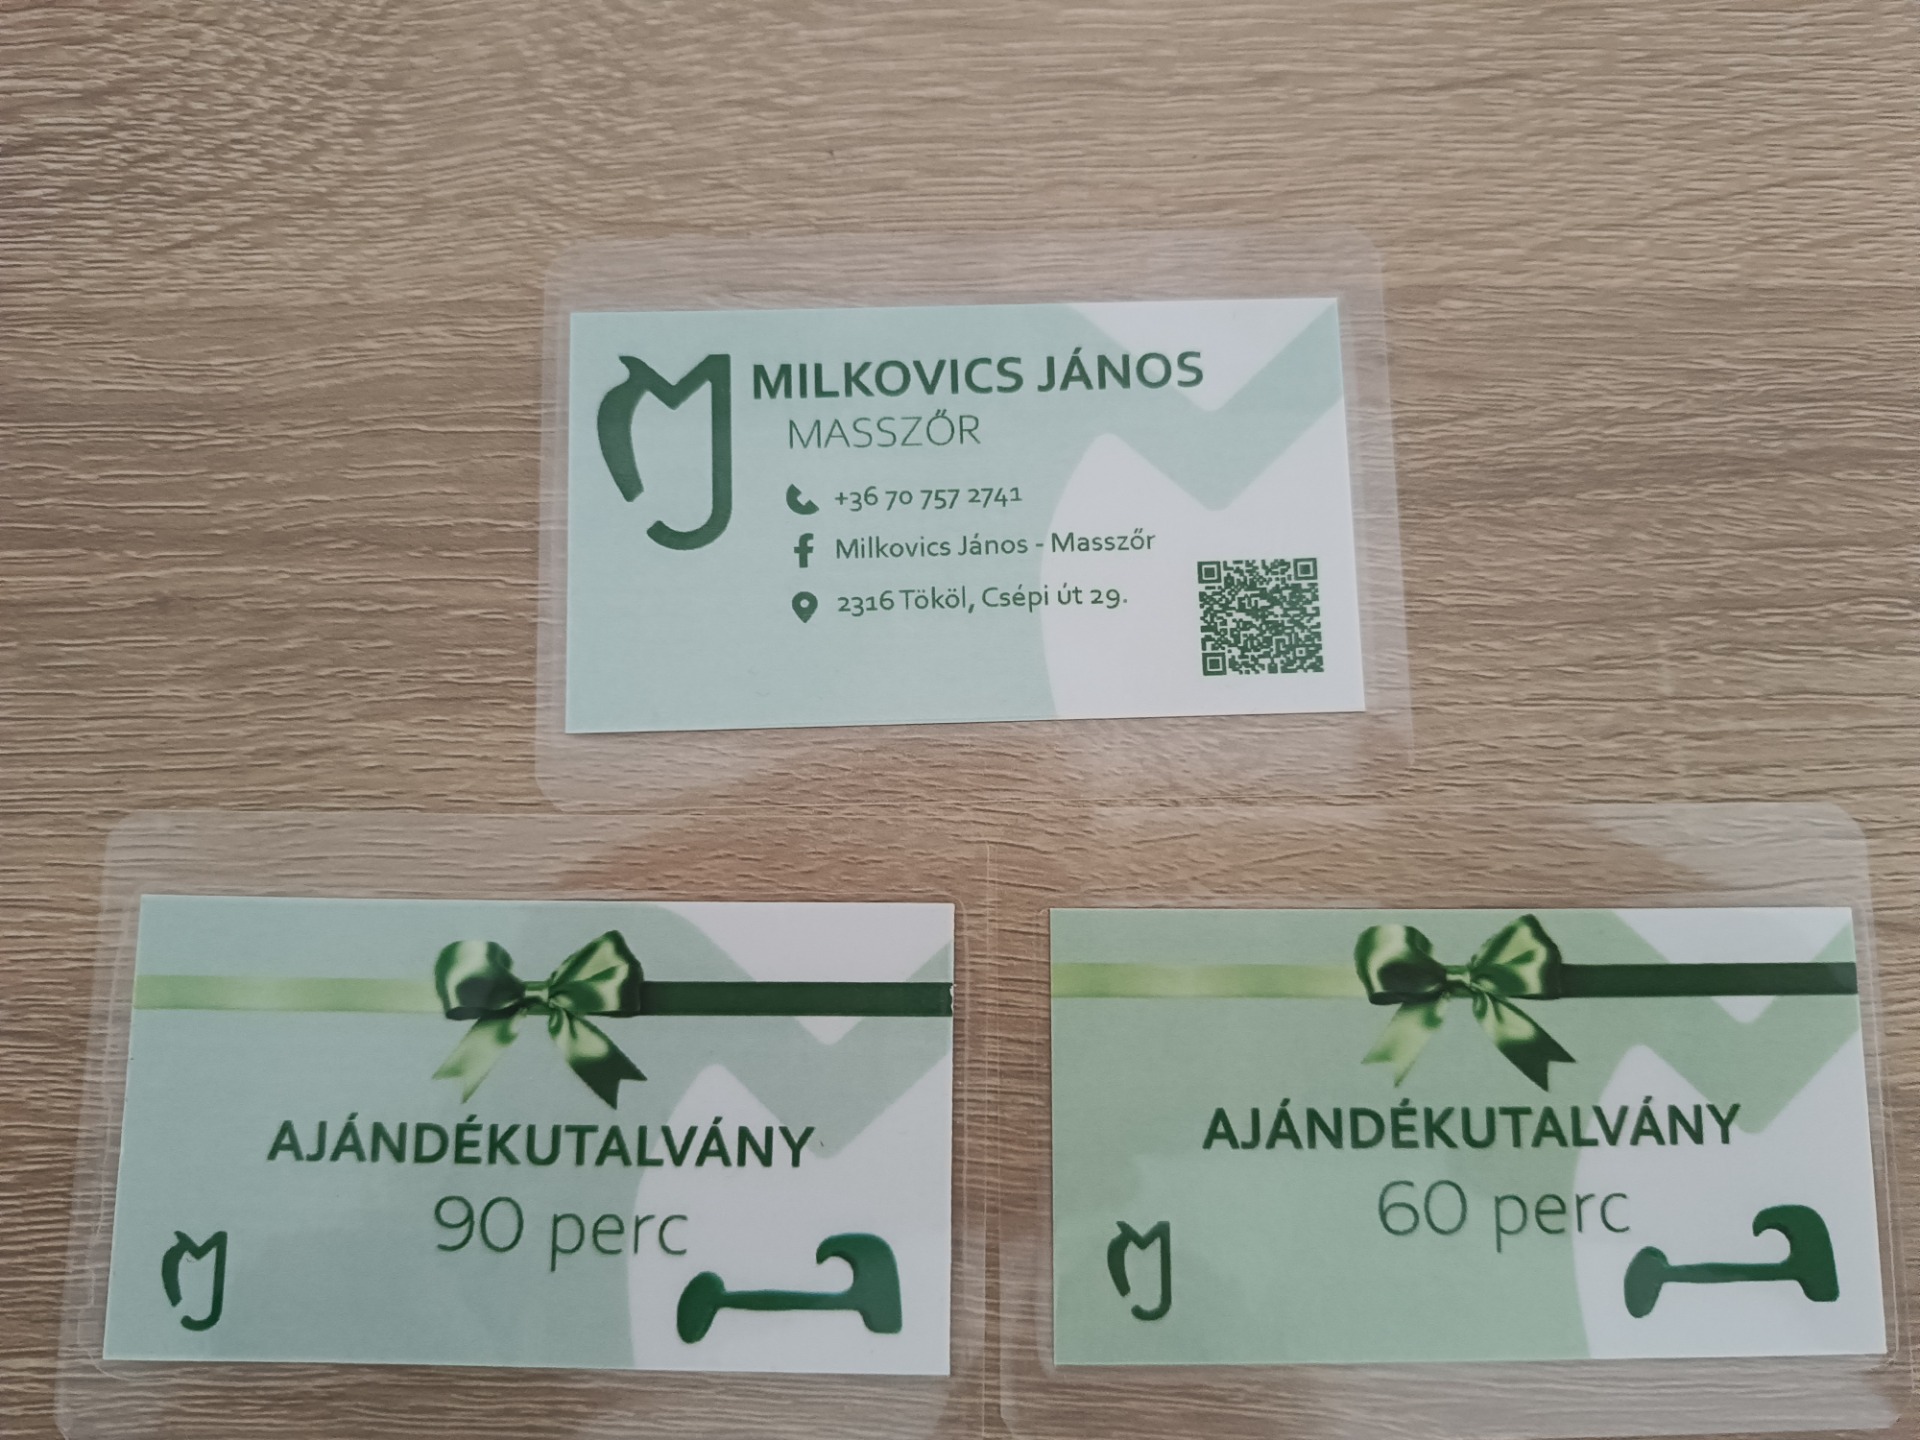 MILKOVICS JÁNOS
MASSZŐR
+36 70 757 2741
Milkovics János - Masszőr
2316 Tököl, Csépi út 29.
AJÁNDÉKUTALVÁNY
90 perc
AJÁNDÉKUTALVÁNY
60 perc